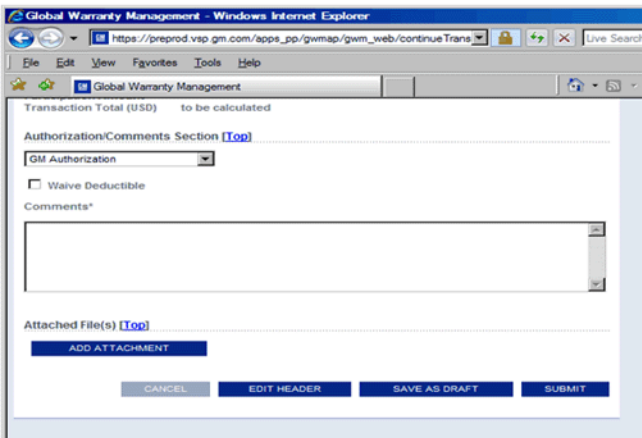 Global Warranty Management - Windows Internet Explorer
https://preprod.vsp.gm.com/apps_pp/gwmap/gwm_web/continueTrans
Live Search
File Edit View Favorites Tools Help
GM Global Warranty Management
Transaction Total (USD) to be calculated
Authorization/Comments Section [Top]
GM Authorization
Waive Deductible
Comments*
Attached File(s) [Top]
ADD ATTACHMENT
CANCEL EDIT HEADER SAVE AS DRAFT SUBMIT